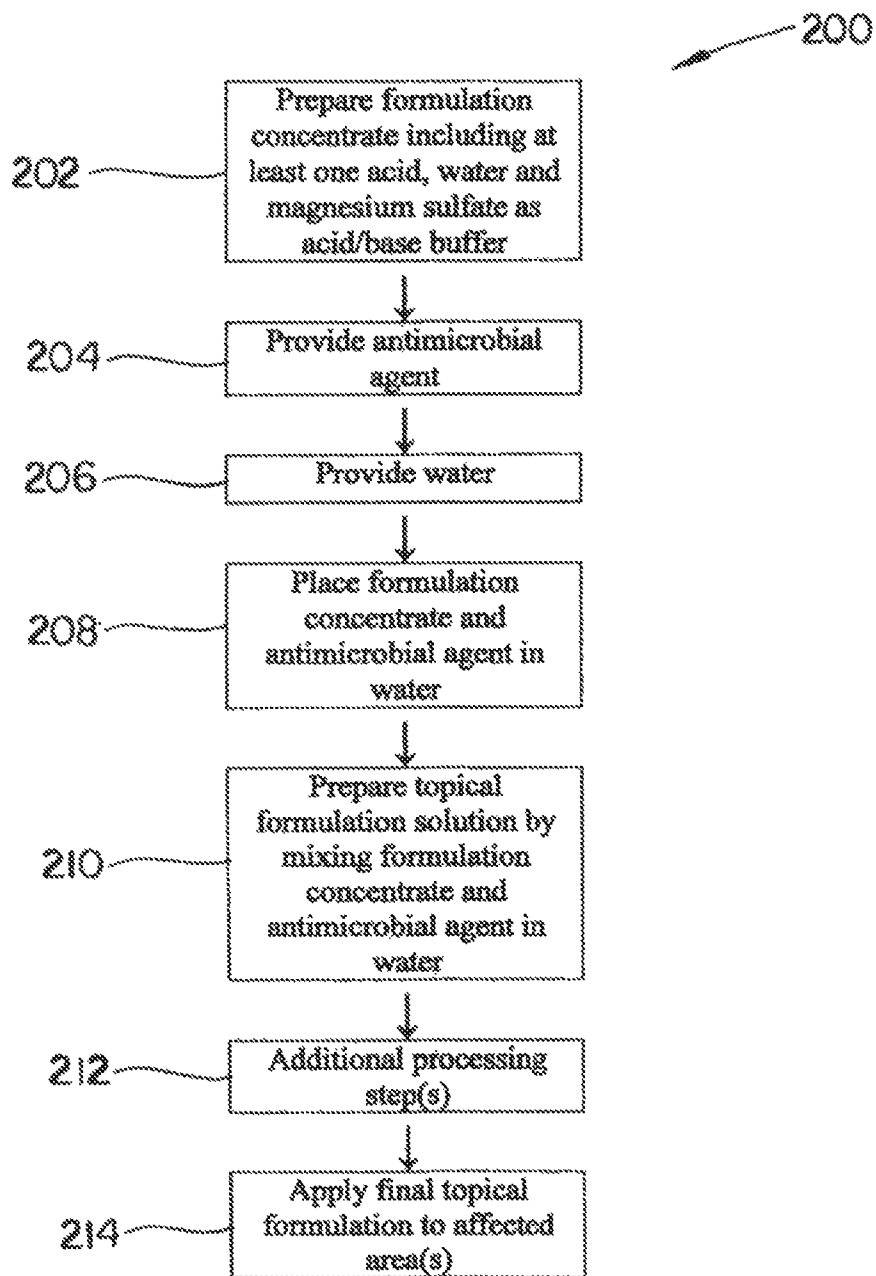 200
Prepare formulation
concentrate including at
least one acid, water and
magnesium sulfate as
acid/base buffer
202
Provide antimicrobial
agent
204
Provide water
206
Place formulation
concentrate and
antimicrobial agent in
water
208
Prepare topical
formulation solution by
mixing formulation
concentrate and
antimicrobial agent in
water
210
Additional processing
step(s)
212
Apply final topical
formulation to affected
area(s)
214